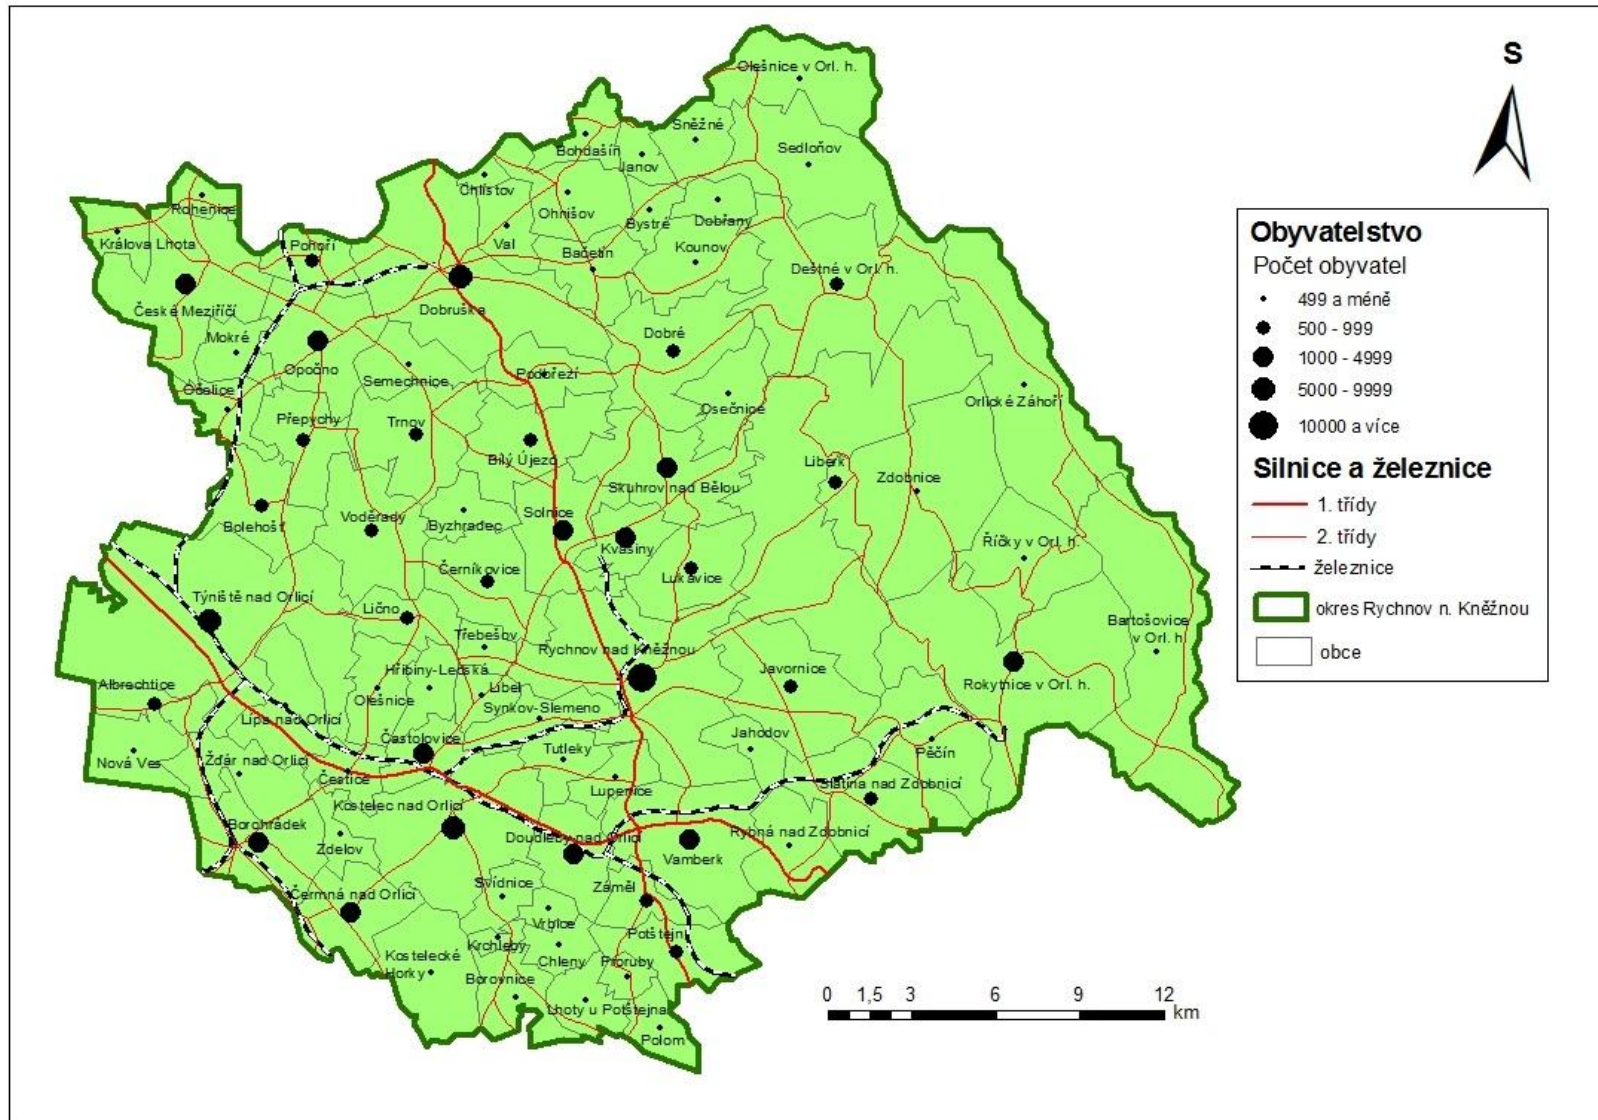 S
Olešnice v Orl. h.
Sněžné
Bohdašín
Janov
Sedloňov
Chlístov
Rohenice
Ohnišov
Bystré
Dobřany
Králova Lhota
Pohoří
Val
Bačetín
Kounov
Deštné v Orl. h.
České Meziříčí
Dobruška
Mokré
Dobré
Opočno
Semechnice
Podbřezí
Očelice
Osečnice
Orlické Záhoří
Přepychy
Trnov
Bílý Újezd
Liberk
Zdobnice
Skuhrov nad Bělou
Bolehošť
Voděrady
Byzhradec
Solnice
Kvasiny
Říčky v Orl. h.
Černíkovice
Lukavice
Týniště nad Orlicí
Lično
Třebešov
Bartošovice
v Orl. h.
Rychnov nad Kněžnou
Hřibiny-Ledská
Javornice
Albrechtice
Olešnice
Libel
Rokytnice v Orl. h.
Synkov-Slemeno
Lípa nad Orlicí
Častolovice
Jahodov
Tutleky
Pěčín
Nová Ves
Žďár nad Orlicí
Čestice
Slatina nad Zdobnicí
Lupenice
Kostelec nad Orlicí
Borohrádek
Doudleby nad Orlicí
Rybná nad Zdobnicí
Zdelov
Vamberk
Svídnice
Záměl
Čermná nad Orlicí
Vrbice
Potštejn
Krchleby
Kostelecké
Horky
Chleny
Proruby
Borovnice
Lhoty u Potštejna
Polom
Obyvatelstvo
Počet obyvatel
499 a méně
500 - 999
1000 - 4999
5000 - 9999
10000 a více
Silnice a železnice
1. třídy
2. třídy
železnice
okres Rychnov n. Kněžnou
obce
0 1,5 3 6 9 12
km